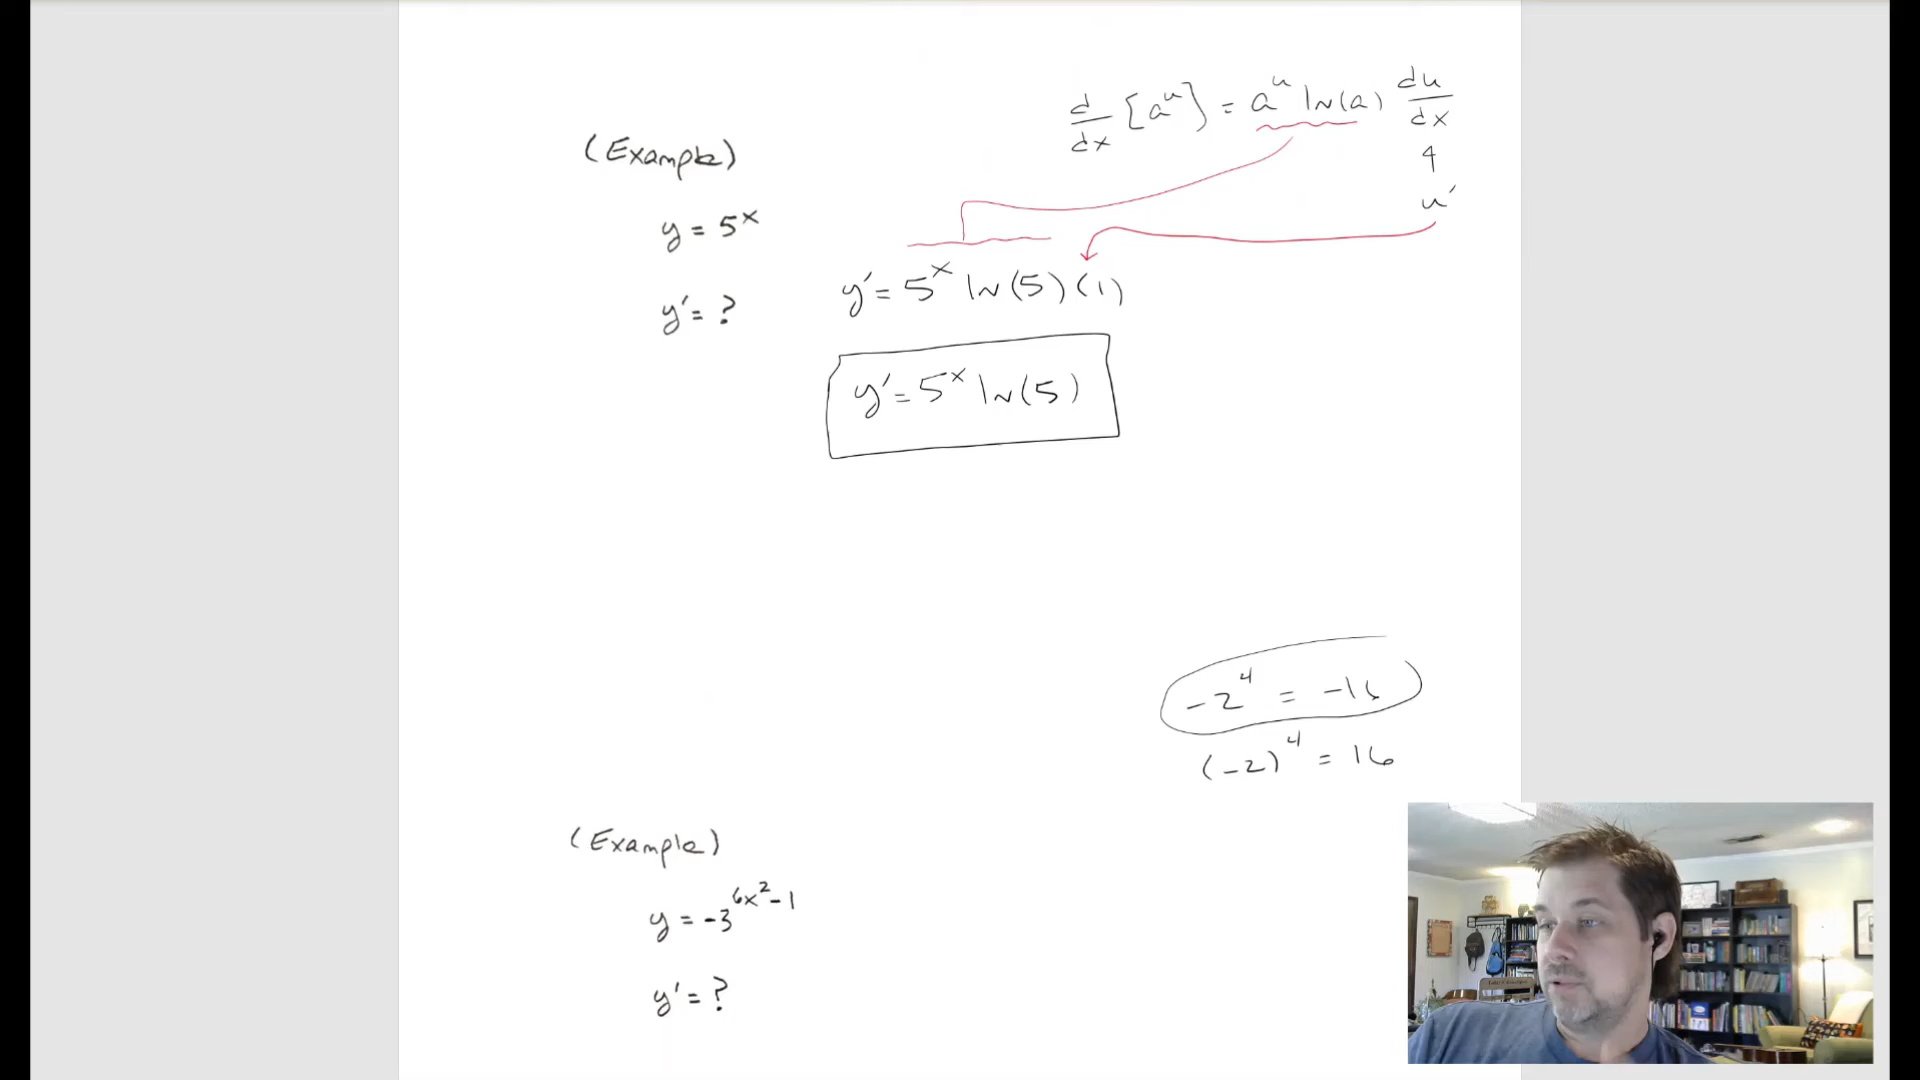 d/dx [a^u] = a^u ln(a) du/dx
(Example)
u′
y = 5^x
y′ = 5^x ln(5)(1)
y′ = ?
y′ = 5^x ln(5)
-2^4 = -16
(-2)^4 = 16
(Example)
y = -3^(6x^2-1)
y′ = ?